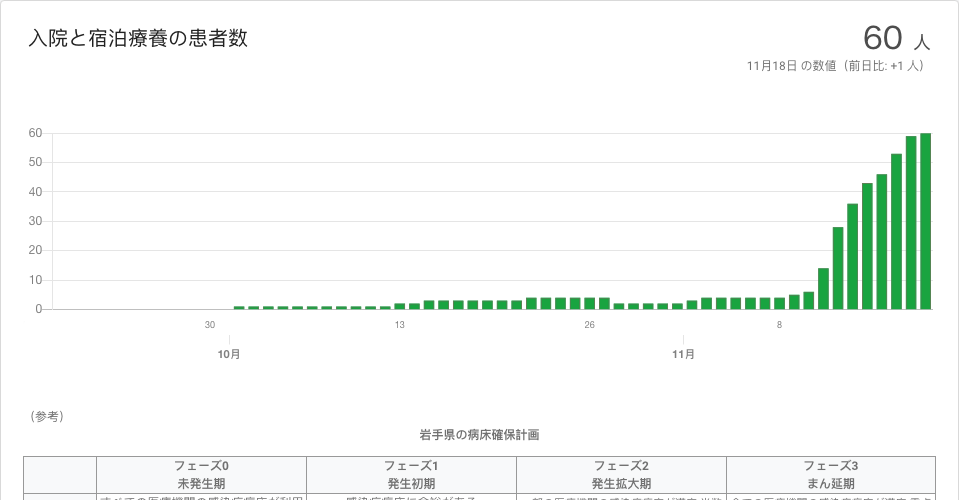 入院と宿泊療養の患者数
60 人
11月18日 の数値（前日比: +1 人）
60
50
40
30
20
10
0
30
13
26
8
10月
11月
（参考）
岩手県の病床確保計画
フェーズ0
フェーズ1
フェーズ2
フェーズ3
未発生期
発生初期
発生拡大期
まん延期